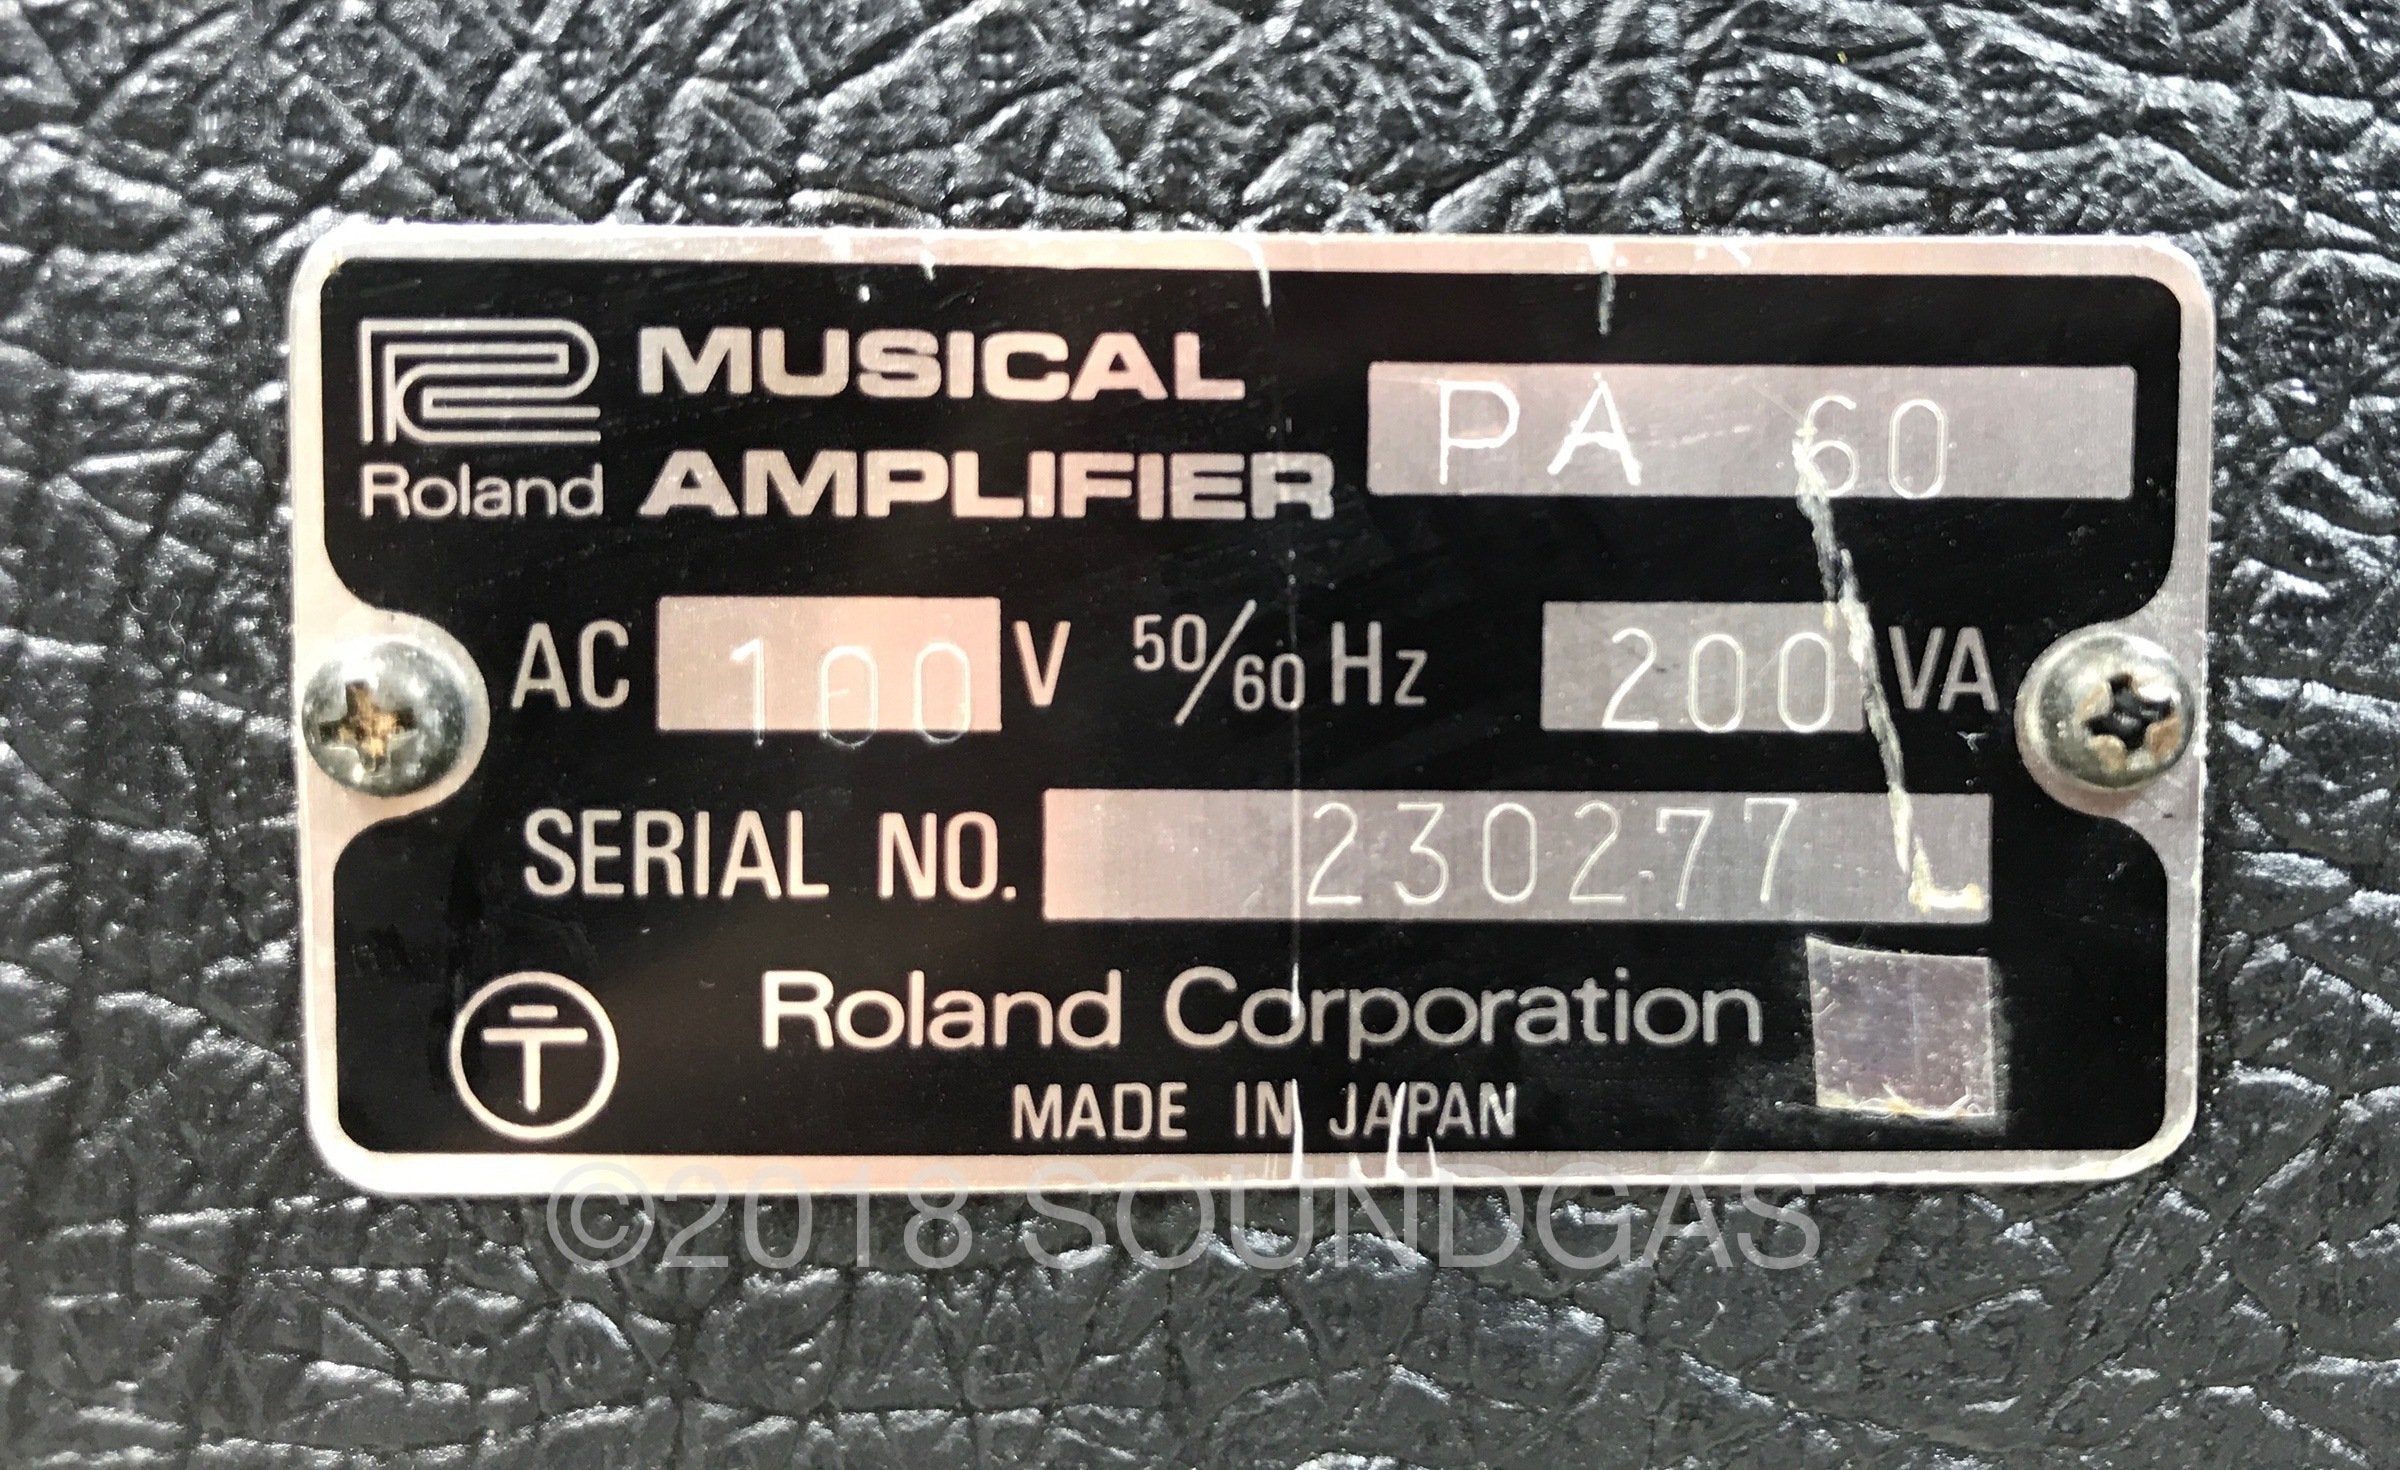 MUSICAL
Roland AMPLIFIER PA 60
AC 100 V 50/60 Hz 200 VA
SERIAL NO. 230277
Roland Corporation
MADE IN JAPAN
©2018 SOUNDGAS